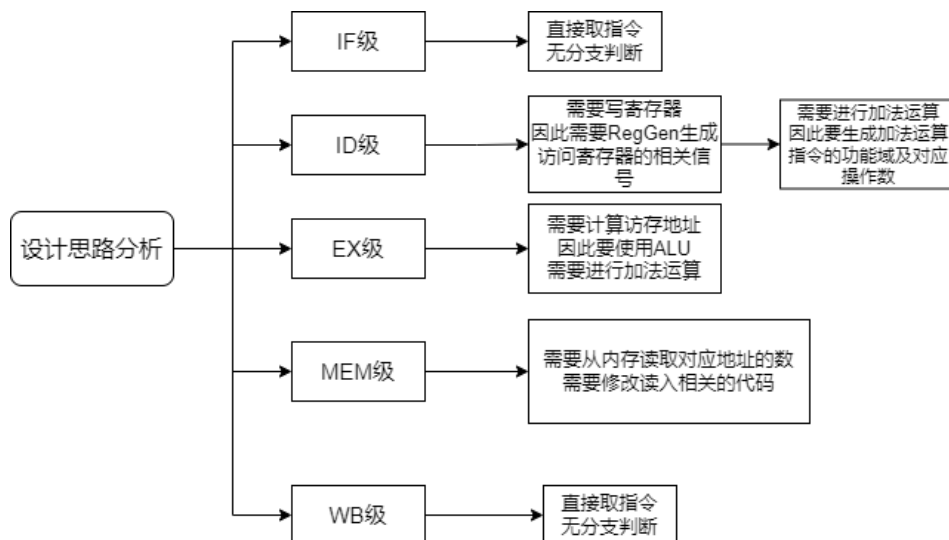 IF级
直接取指令
无分支判断
ID级
需要写寄存器
因此需要RegGen生成
访问寄存器的相关信
号
需要进行加法运算
因此要生成加法运算
指令的功能域及对应
操作数
设计思路分析
EX级
需要计算访存地址
因此要使用ALU
需要进行加法运算
MEM级
需要从内存读取对应地址的数
需要修改读入相关的代码
WB级
直接取指令
无分支判断